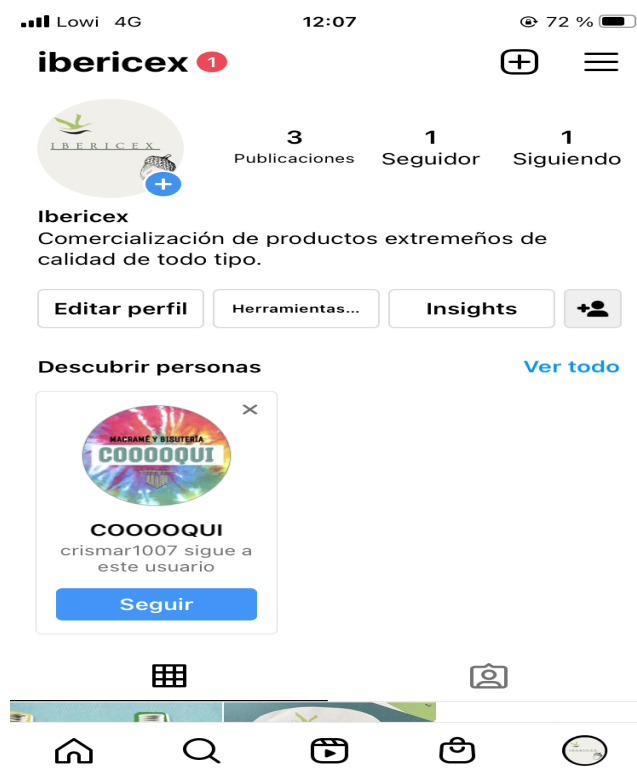 Lowi 4G 12:07 72 %
ibericex 1
IBERICEX
3 1 1
Publicaciones Seguidor Siguiendo
Ibericex
Comercialización de productos extremeños de
calidad de todo tipo.
Editar perfil Herramientas... Insights
Descubrir personas Ver todo
MACRAMÉ Y BISUTERÍA
COOOOQUI
COOOOQUI
crismar1007 sigue a
este usuario
Seguir